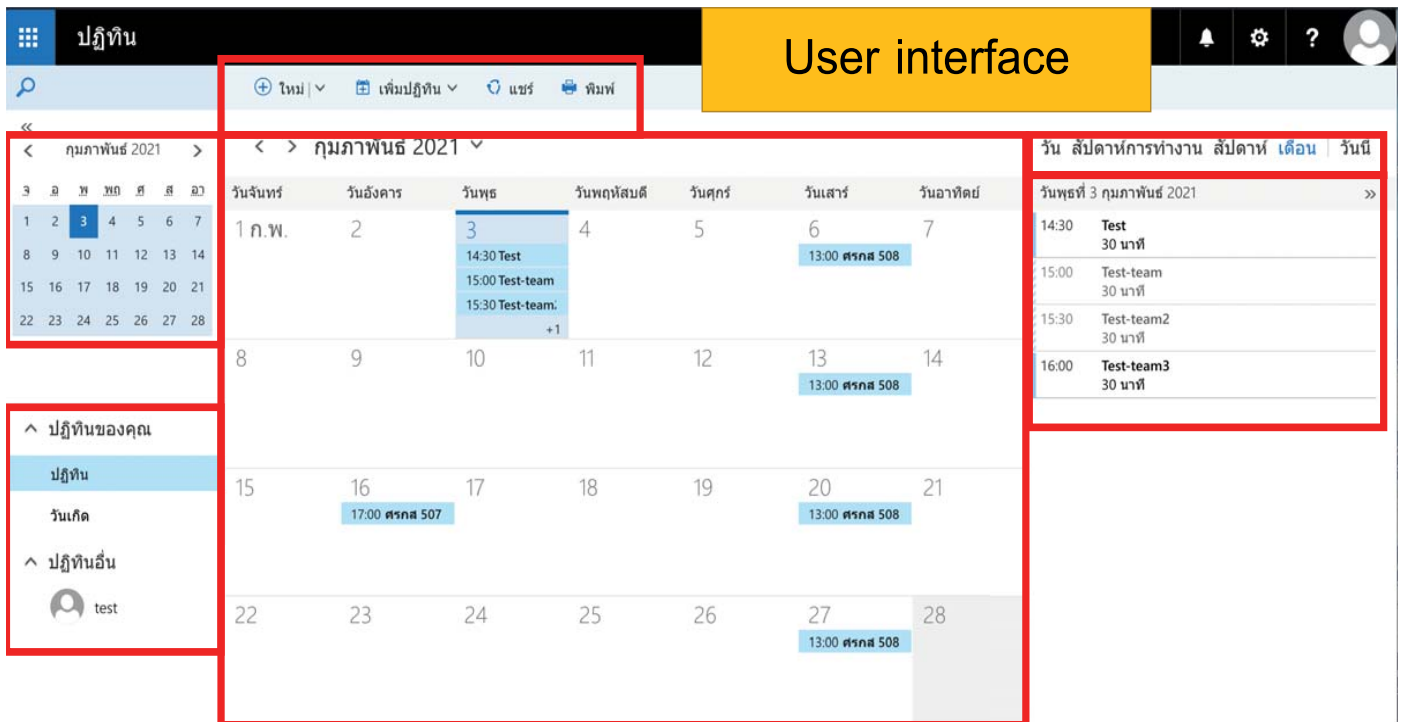 ปฏิทิน
User interface
?
ใหม่ | เพิ่มปฏิทิน แชร์ พิมพ์
«
< กุมภาพันธ์ 2021 >
จ อ พ พฤ ศ ส อา
1 2 3 4 5 6 7
8 9 10 11 12 13 14
15 16 17 18 19 20 21
22 23 24 25 26 27 28
ปฏิทินของคุณ
ปฏิทิน
วันเกิด
ปฏิทินอื่น
test
< > กุมภาพันธ์ 2021
วันจันทร์ วันอังคาร วันพุธ วันพฤหัสบดี วันศุกร์ วันเสาร์ วันอาทิตย์
1 ก.พ. 2 3 4 5 6 7
14:30 Test 13:00 ศรกส 508
15:00 Test-team
15:30 Test-team2
+1
8 9 10 11 12 13 14
13:00 ศรกส 508
15 16 17 18 19 20 21
17:00 ศรกส 507 13:00 ศรกส 508
22 23 24 25 26 27 28
13:00 ศรกส 508
วัน สัปดาห์การทำงาน สัปดาห์ เดือน | วันนี้
วันพุธที่ 3 กุมภาพันธ์ 2021 »
14:30 Test
30 นาที
15:00 Test-team
30 นาที
15:30 Test-team2
30 นาที
16:00 Test-team3
30 นาที